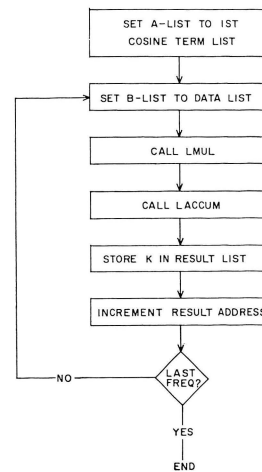 SET A-LIST TO 1ST
COSINE TERM LIST
SET B-LIST TO DATA LIST
CALL LMUL
CALL LACCUM
STORE K IN RESULT LIST
INCREMENT RESULT ADDRESS
LAST
FREQ?
NO
YES
END